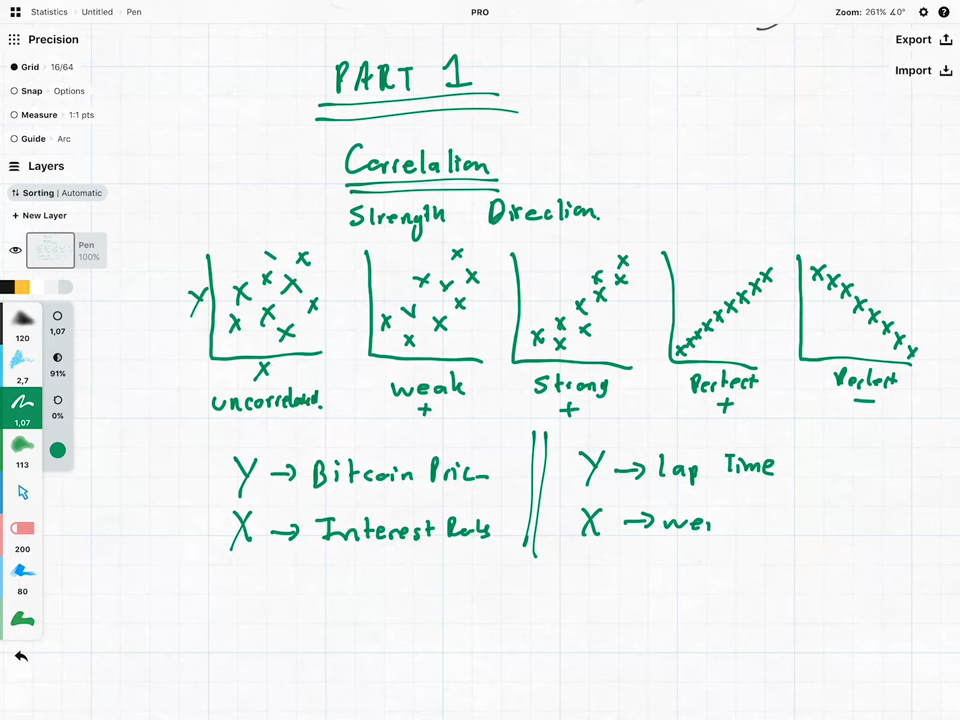 Statistics Untitled Pen
PRO
Zoom: 261% ∠0°
Precision
Grid 16/64
Snap Options
Measure 1:1 pts
Guide Arc
Layers
Sorting | Automatic
+ New Layer
Pen
100%
Export
Import
120
2,7
1,07
113
200
80
1,07
91%
0%
PART 1
Correlation
Strength Direction
Y
X
uncorrelated
weak
+
Strong
+
Perfect
+
Perfect
−
Y → Bitcoin Pric
X → Interest
Y → Lap Time
X → wei